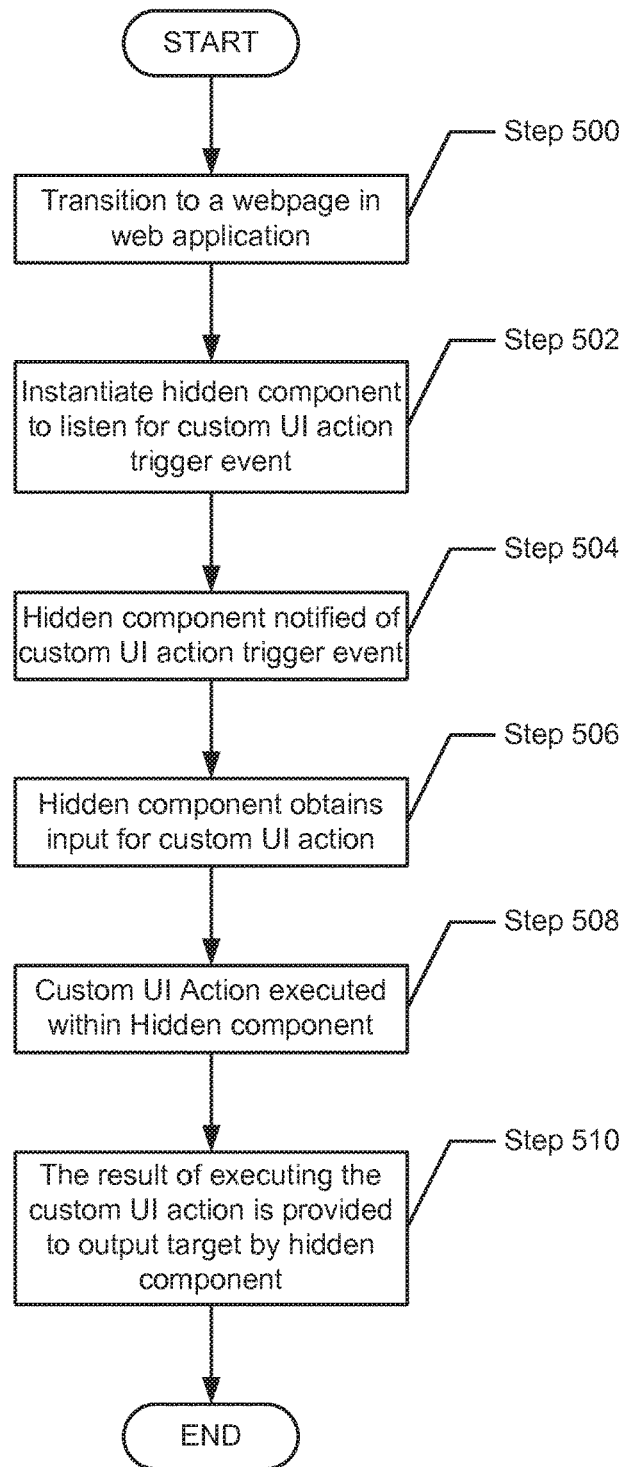 START
Step 500
Transition to a webpage in
web application
Step 502
Instantiate hidden component
to listen for custom UI action
trigger event
Step 504
Hidden component notified of
custom UI action trigger event
Step 506
Hidden component obtains
input for custom UI action
Step 508
Custom UI Action executed
within Hidden component
Step 510
The result of executing the
custom UI action is provided
to output target by hidden
component
END